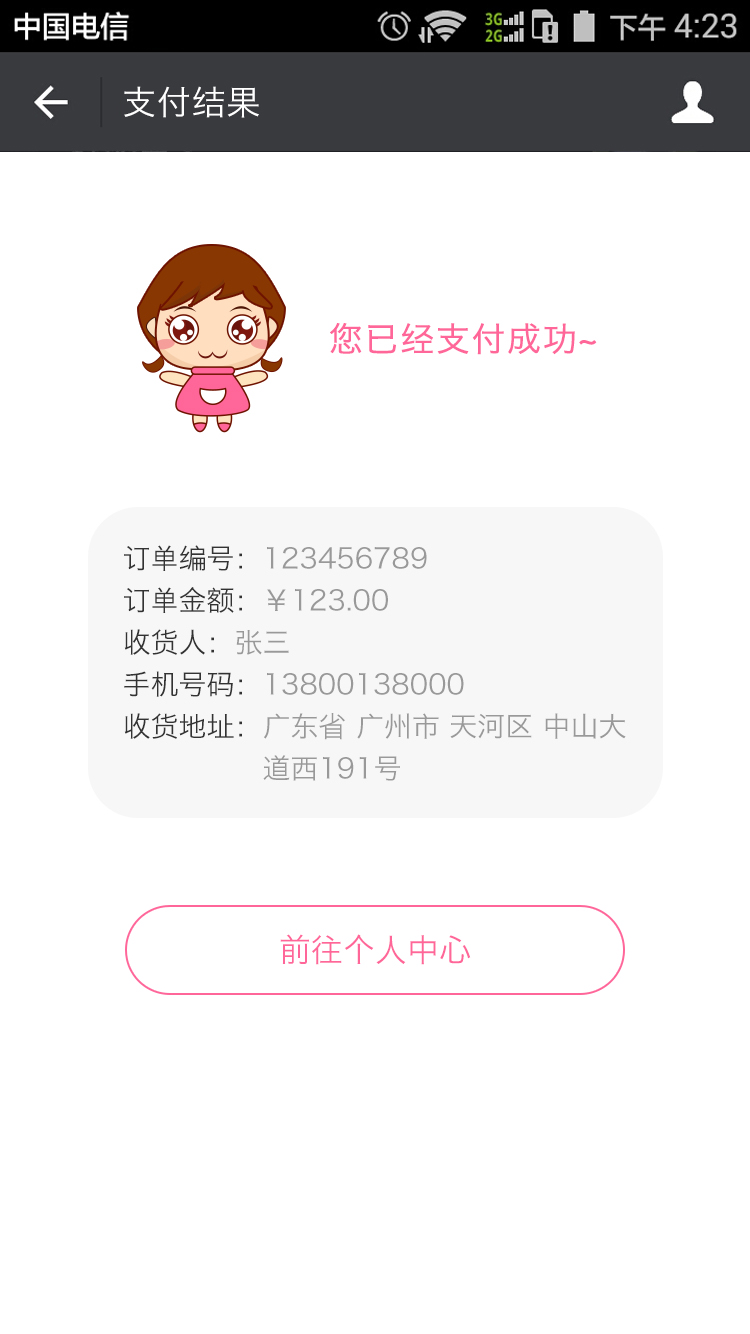 中国电信 3G 2G 下午 4:23
支付结果
您已经支付成功~
订单编号：123456789
订单金额：￥123.00
收货人：张三
手机号码：13800138000
收货地址：广东省 广州市 天河区 中山大
道西191号
前往个人中心